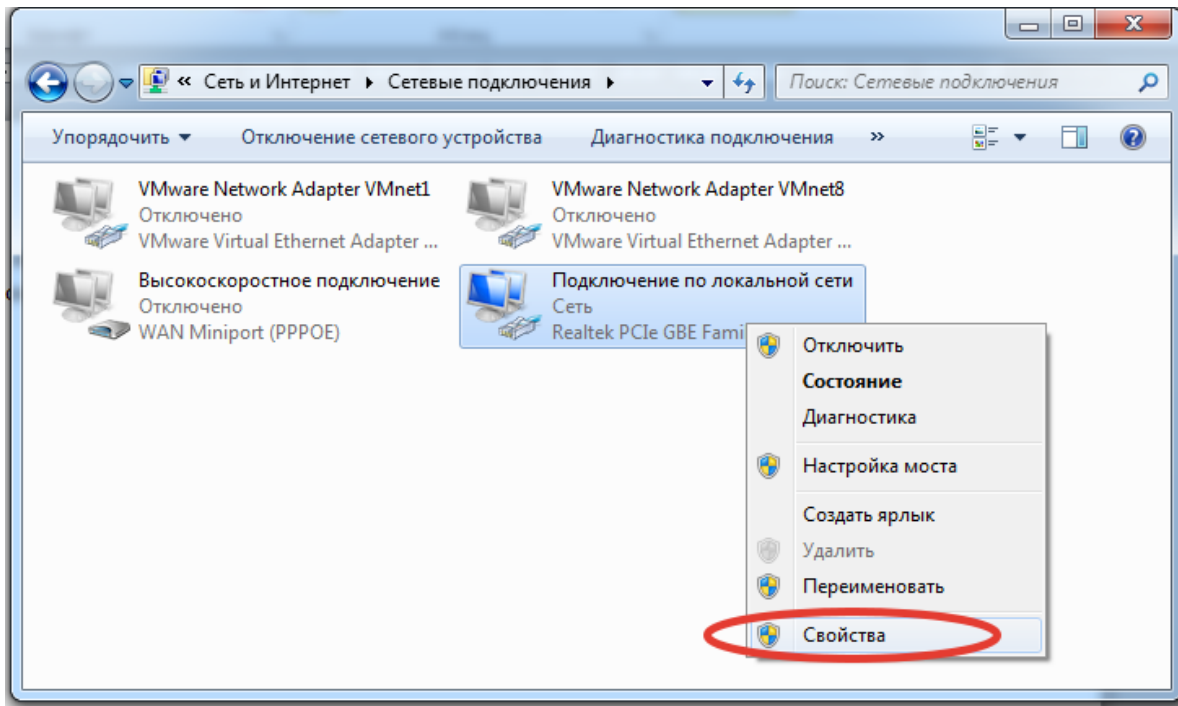 « Сеть и Интернет Сетевые подключения
Поиск: Сетевые подключения
Упорядочить Отключение сетевого устройства Диагностика подключения »
VMware Network Adapter VMnet1
Отключено
VMware Virtual Ethernet Adapter ...
VMware Network Adapter VMnet8
Отключено
VMware Virtual Ethernet Adapter ...
Высокоскоростное подключение
Отключено
WAN Miniport (PPPOE)
Подключение по локальной сети
Сеть
Realtek PCIe GBE Fami
Отключить
Состояние
Диагностика
Настройка моста
Создать ярлык
Удалить
Переименовать
Свойства